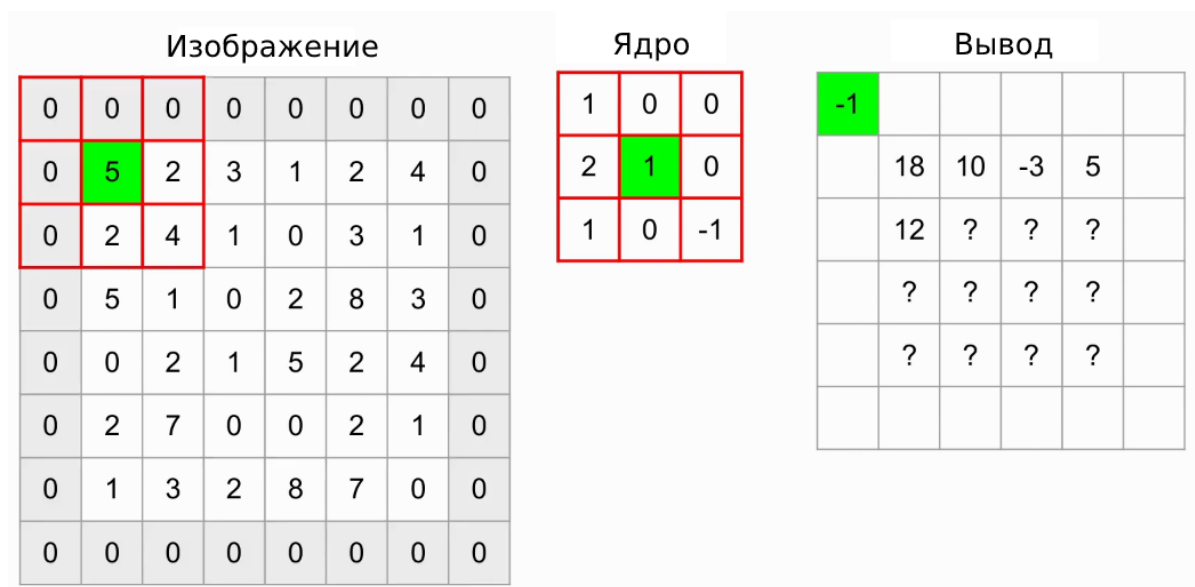 Изображение
Ядро
Вывод
0 0 0 0 0 0 0 0
0 5 2 3 1 2 4 0
0 2 4 1 0 3 1 0
0 5 1 0 2 8 3 0
0 0 2 1 5 2 4 0
0 2 7 0 0 2 1 0
0 1 3 2 8 7 0 0
0 0 0 0 0 0 0 0
1 0 0
2 1 0
1 0 -1
-1
18 10 -3 5
12 ? ? ?
? ? ? ?
? ? ? ?